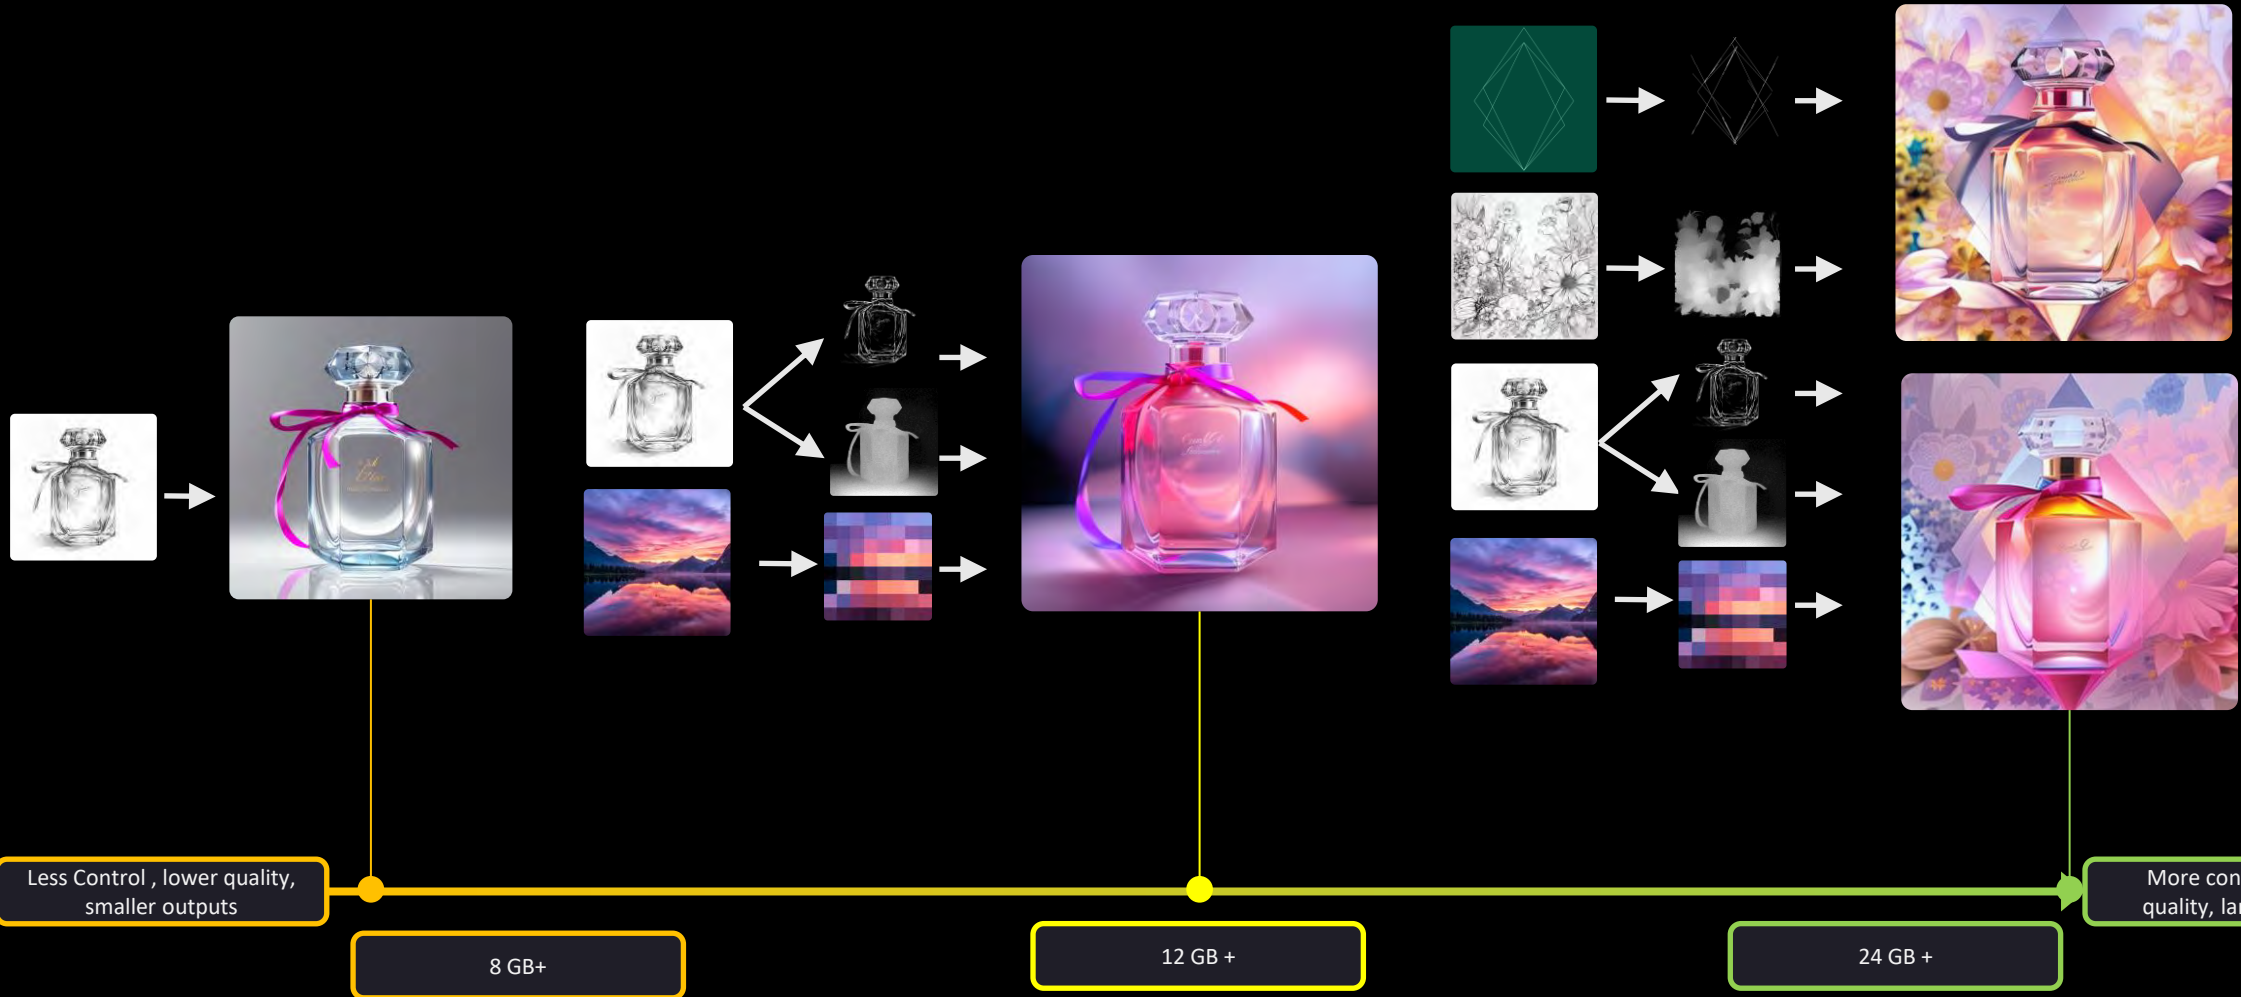 Less Control , lower quality,
smaller outputs
More con
quality, la
8 GB+
12 GB +
24 GB +